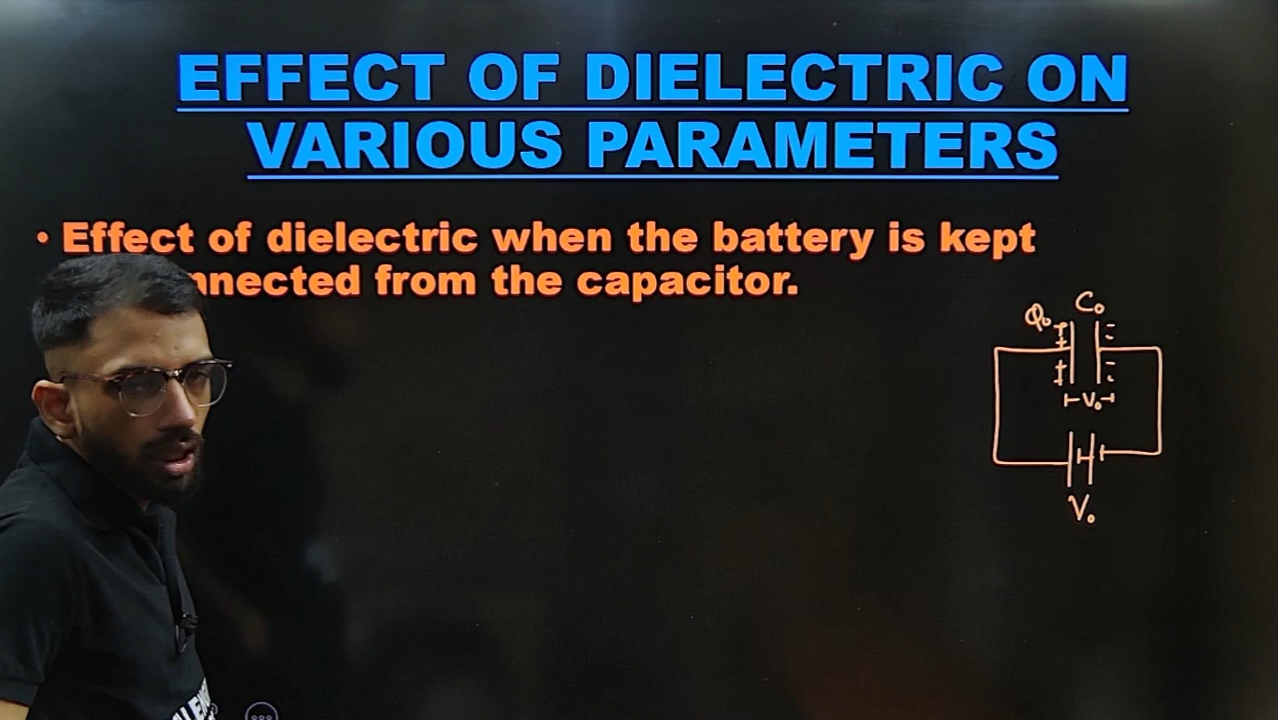 EFFECT OF DIELECTRIC ON
VARIOUS PARAMETERS
• Effect of dielectric when the battery is kept
nnected from the capacitor.
C₀
Q₀
V₀
V₀